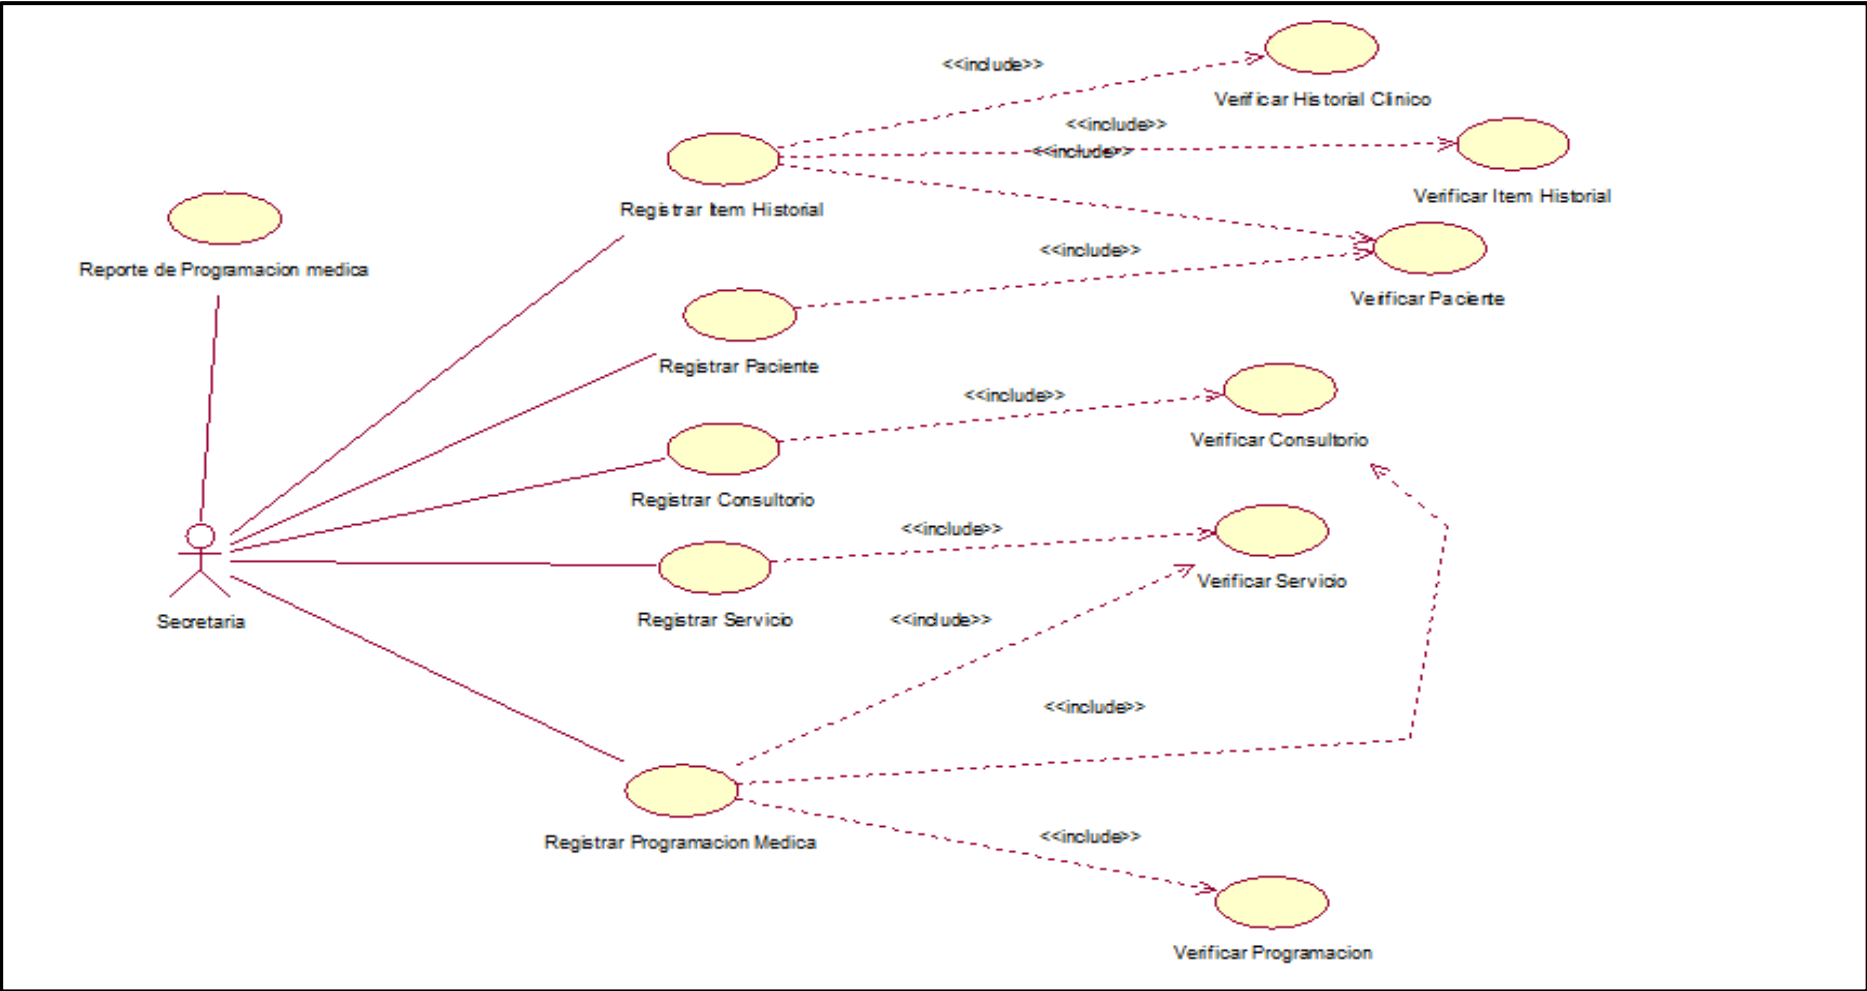 <<include>>
Verificar Historial Clinico
<<include>>
<<include>>
Verificar Item Historial
Registrar Item Historial
<<include>>
Reporte de Programacion medica
Verificar Paciente
Registrar Paciente
<<include>>
Verificar Consultorio
Registrar Consultorio
<<include>>
Verificar Servicio
Secretaria
Registrar Servicio
<<include>>
<<include>>
<<include>>
Registrar Programacion Medica
Verificar Programacion